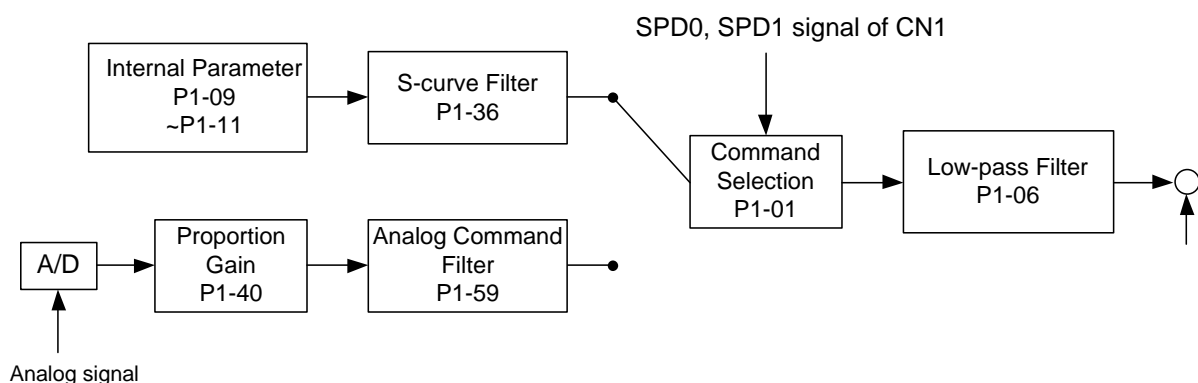 SPD0, SPD1 signal of CN1
Internal Parameter
P1-09
~P1-11
S-curve Filter
P1-36
Command
Selection
P1-01
Low-pass Filter
P1-06
A/D
Proportion
Gain
P1-40
Analog Command
Filter
P1-59
Analog signal